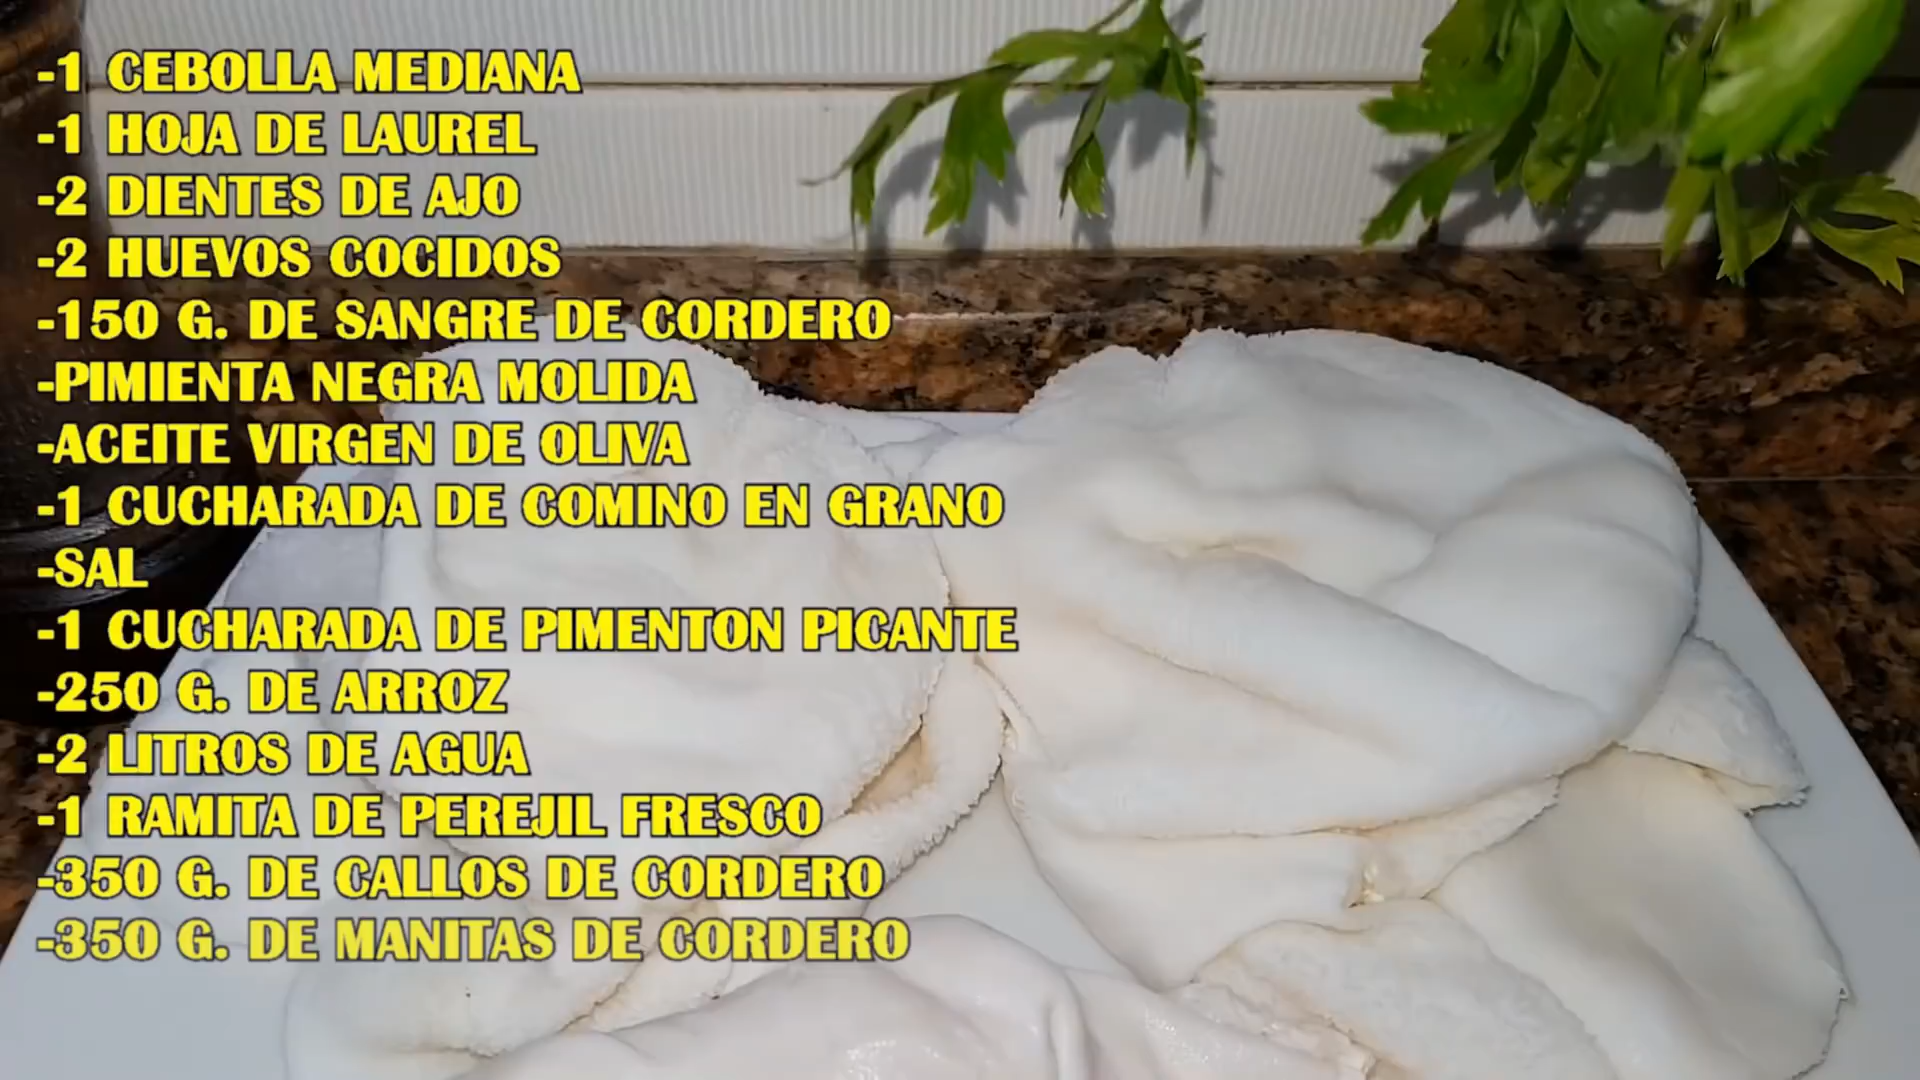 -1 CEBOLLA MEDIANA
-1 HOJA DE LAUREL
-2 DIENTES DE AJO
-2 HUEVOS COCIDOS
-150 G. DE SANGRE DE CORDERO
-PIMIENTA NEGRA MOLIDA
-ACEITE VIRGEN DE OLIVA
-1 CUCHARADA DE COMINO EN GRANO
-SAL
-1 CUCHARADA DE PIMENTON PICANTE
-250 G. DE ARROZ
-2 LITROS DE AGUA
-1 RAMITA DE PEREJIL FRESCO
-350 G. DE CALLOS DE CORDERO
-350 G. DE MANITAS DE CORDERO